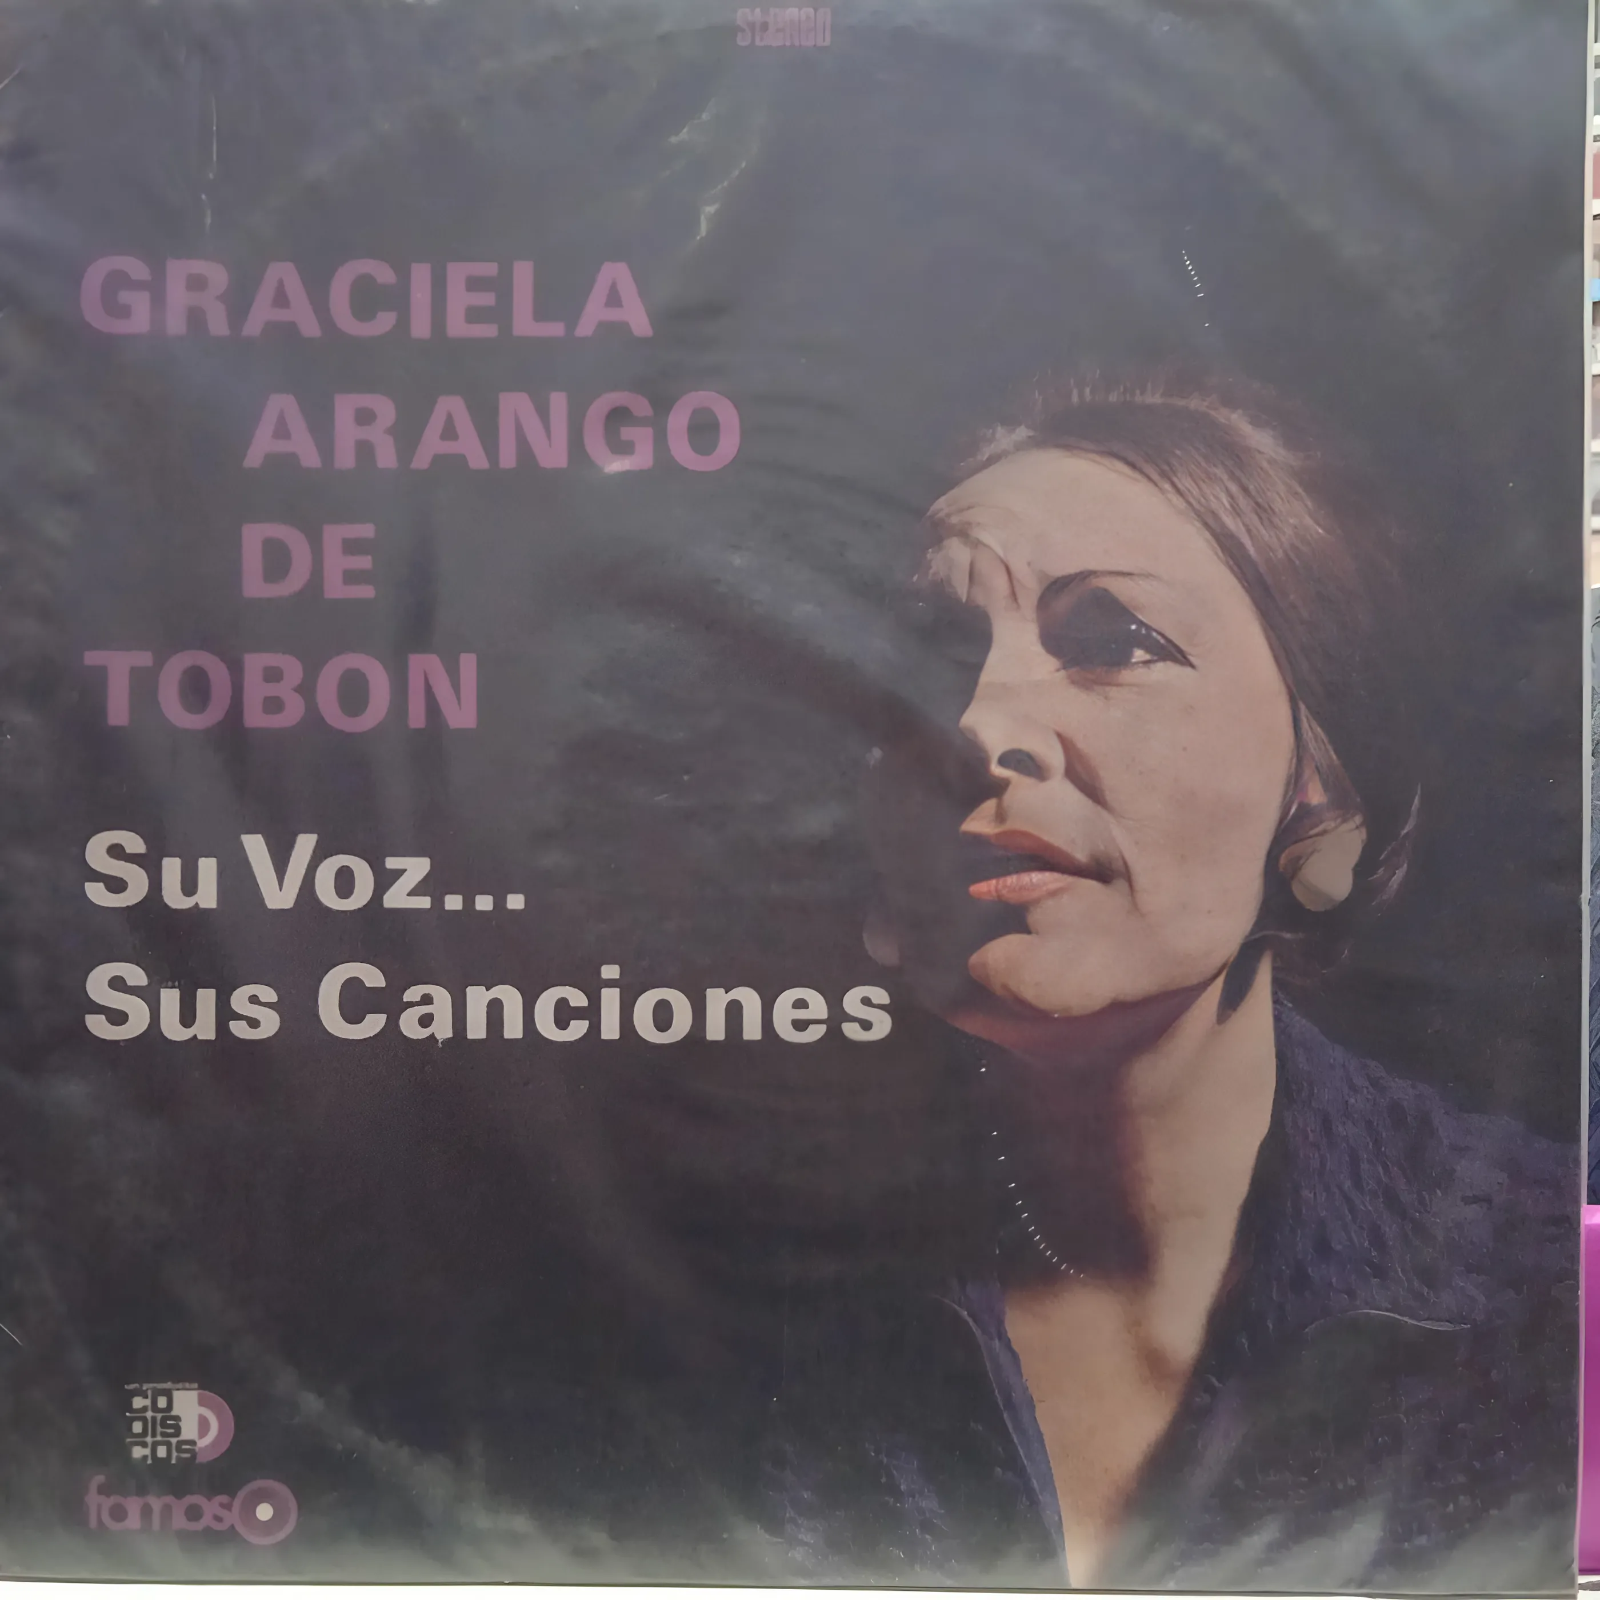 stereo
GRACIELA
ARANGO
DE
TOBON
Su Voz...
Sus Canciones
CO
DIS
COS
famoso